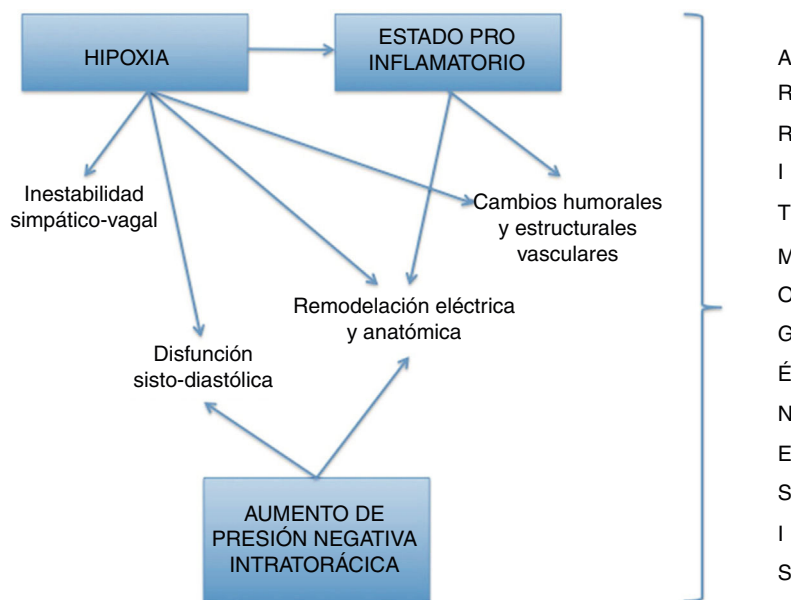 HIPOXIA
ESTADO PRO
INFLAMATORIO
Inestabilidad
simpático-vagal
Cambios humorales
y estructurales
vasculares
Remodelación eléctrica
y anatómica
Disfunción
sisto-diastólica
AUMENTO DE
PRESIÓN NEGATIVA
INTRATORÁCICA
A
R
R
I
T
M
O
G
É
N
E
S
I
S